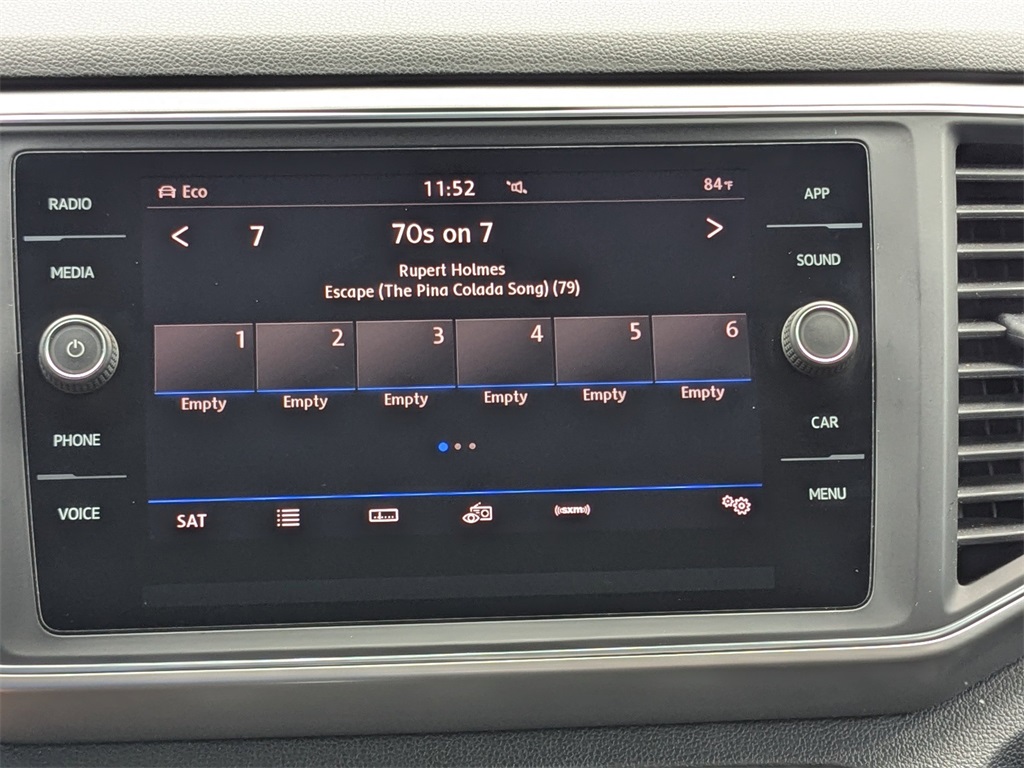 RADIO
MEDIA
PHONE
VOICE
Eco 11:52 84°F
< 7 70s on 7 >
Rupert Holmes
Escape (The Pina Colada Song) (79)
1 2 3 4 5 6
Empty Empty Empty Empty Empty Empty
SAT ((sxm))
APP
SOUND
CAR
MENU